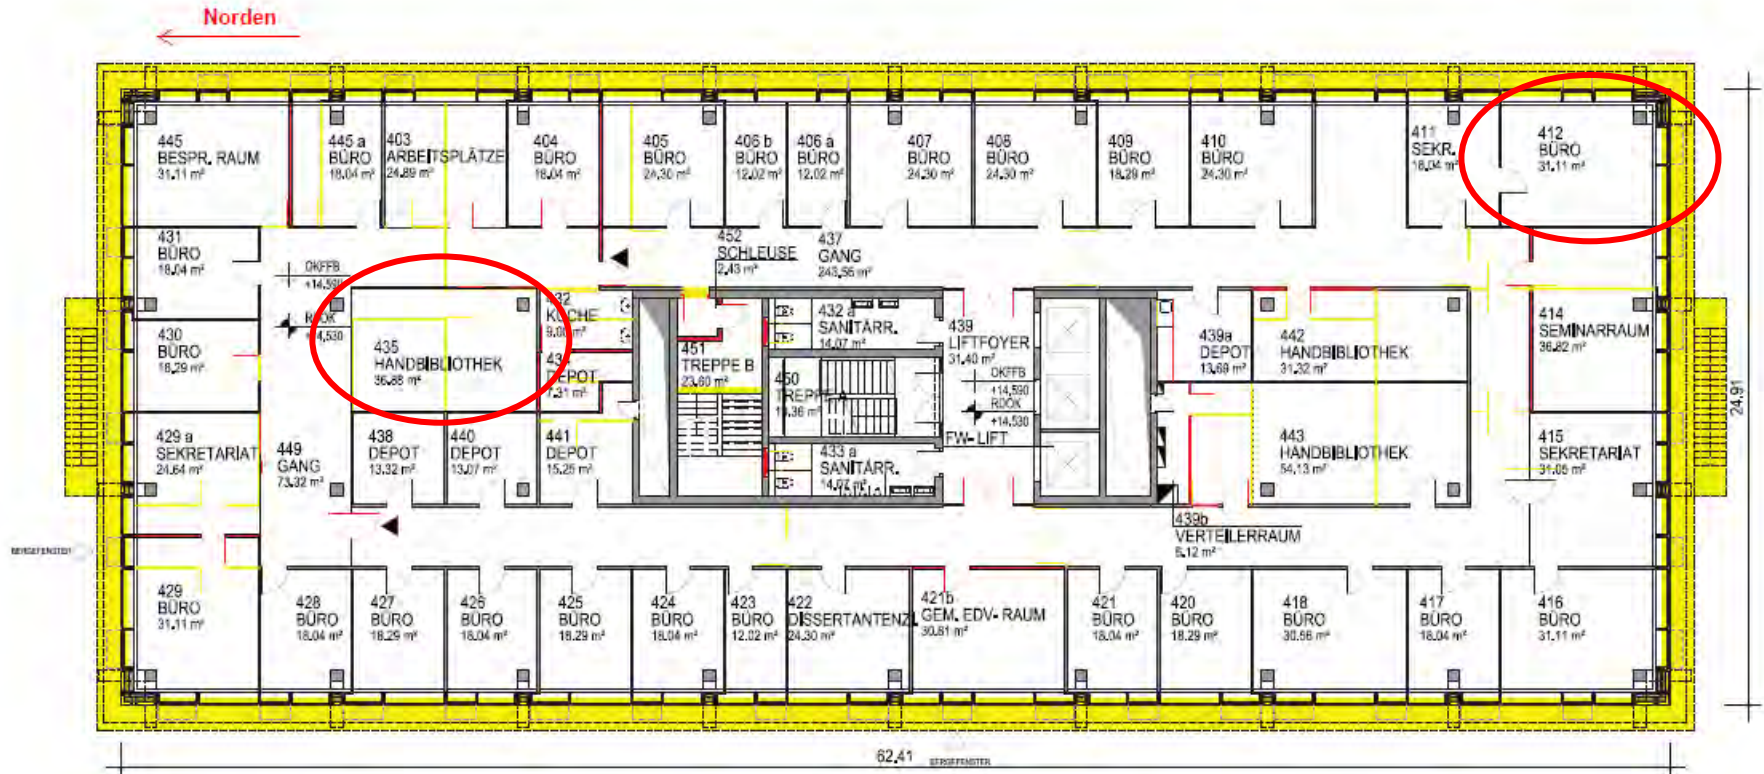 Norden
445
BESPR. RAUM
31.11 m²
445 a
BÜRO
18.04 m²
403
ARBEITSPLÄTZE
24.89 m²
404
BÜRO
18.04 m²
405
BÜRO
24.30 m²
406 b
BÜRO
12.02 m²
406 a
BÜRO
12.02 m²
407
BÜRO
24.30 m²
408
BÜRO
24.30 m²
409
BÜRO
18.29 m²
410
BÜRO
24.30 m²
411
SEKR.
18.04 m²
412
BÜRO
31.11 m²
431
BÜRO
18.04 m²
OKFFB
+14,590
RDOK
+14,530
452
SCHLEUSE
2.43 m²
437
GANG
243.56 m²
430
BÜRO
18.29 m²
435
HANDBIBLIOTHEK
36.88 m²
432
KÜCHE
DEPOT
7.31 m²
451
TREPPE B
23.60 m²
432 a
SANITÄRR.
14.07 m²
450
TREPPE A
439
LIFTFOYER
31.40 m²
OKFFB
+14,590
RDOK
+14,530
FW-LIFT
433 a
SANITÄRR.
14.07 m²
439a
DEPOT
13.69 m²
442
HANDBIBLIOTHEK
31.32 m²
414
SEMINARRAUM
36.82 m²
443
HANDBIBLIOTHEK
54.13 m²
415
SEKRETARIAT
31.05 m²
429 a
SEKRETARIAT
24.64 m²
449
GANG
73.32 m²
438
DEPOT
13.32 m²
440
DEPOT
13.07 m²
441
DEPOT
15.25 m²
439b
VERTEILERRAUM
6.12 m²
429
BÜRO
31.11 m²
428
BÜRO
18.04 m²
427
BÜRO
18.29 m²
426
BÜRO
18.04 m²
425
BÜRO
18.29 m²
424
BÜRO
18.04 m²
423
BÜRO
12.02 m²
422
DISSERTANTENZ.
24.30 m²
421b
GEM. EDV- RAUM
30.81 m²
421
BÜRO
18.04 m²
420
BÜRO
18.29 m²
418
BÜRO
30.56 m²
417
BÜRO
18.04 m²
416
BÜRO
31.11 m²
24.91
62.41